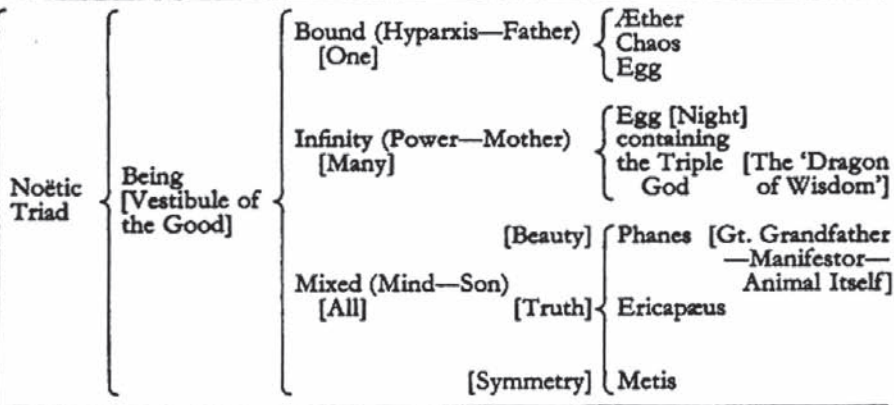 Noëtic Triad
Being
[Vestibule of
the Good]
Bound (Hyparxis—Father)
[One]
Æther
Chaos
Egg
Infinity (Power—Mother)
[Many]
Egg [Night]
containing
the Triple [The 'Dragon
God of Wisdom']
Mixed (Mind—Son)
[All]
[Beauty] Phanes [Gt. Grandfather
—Manifestor—
Animal Itself]
[Truth] Ericapæus
[Symmetry] Metis